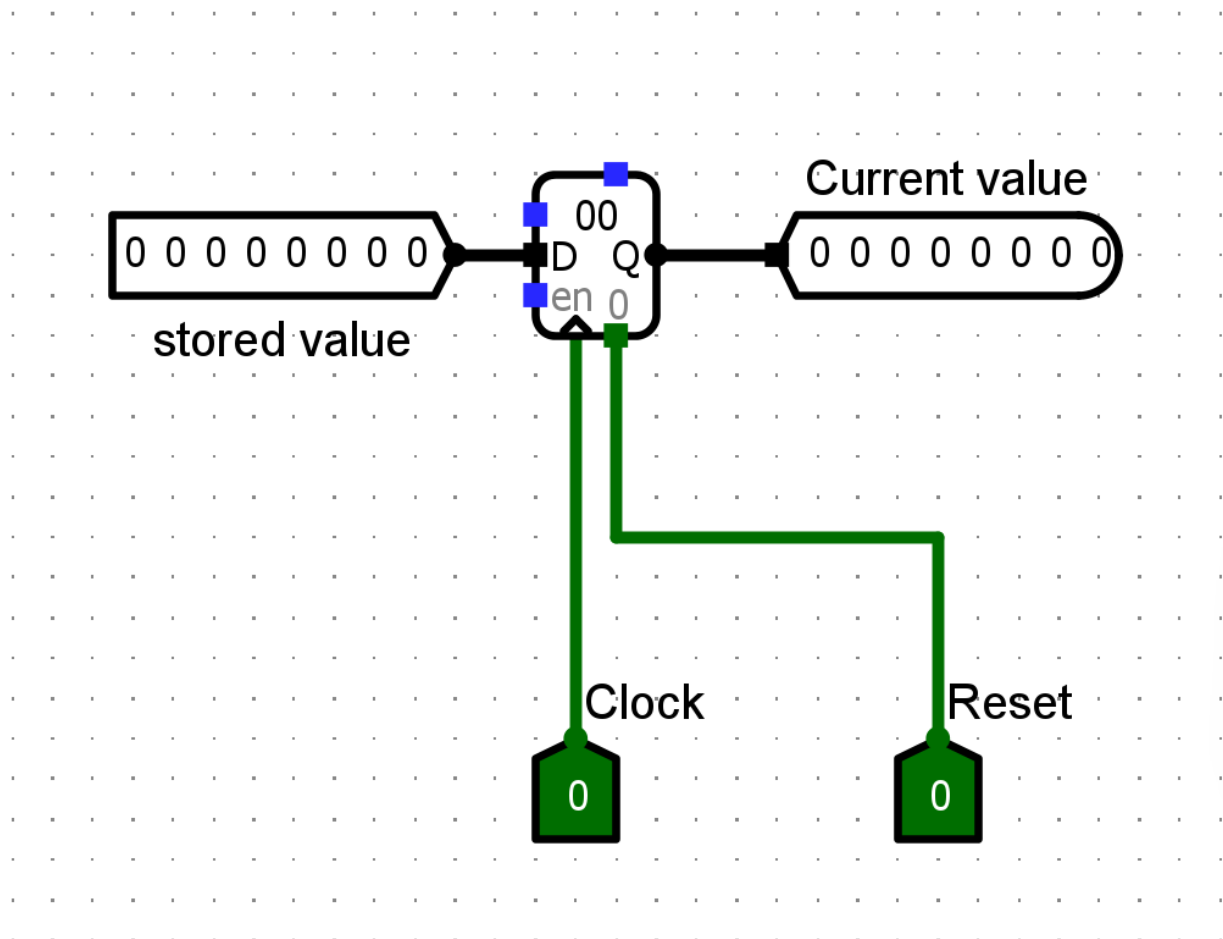 Current value
00
0 0 0 0 0 0 0 0
D Q
0 0 0 0 0 0 0 0
en 0
stored value
Clock
Reset
0
0